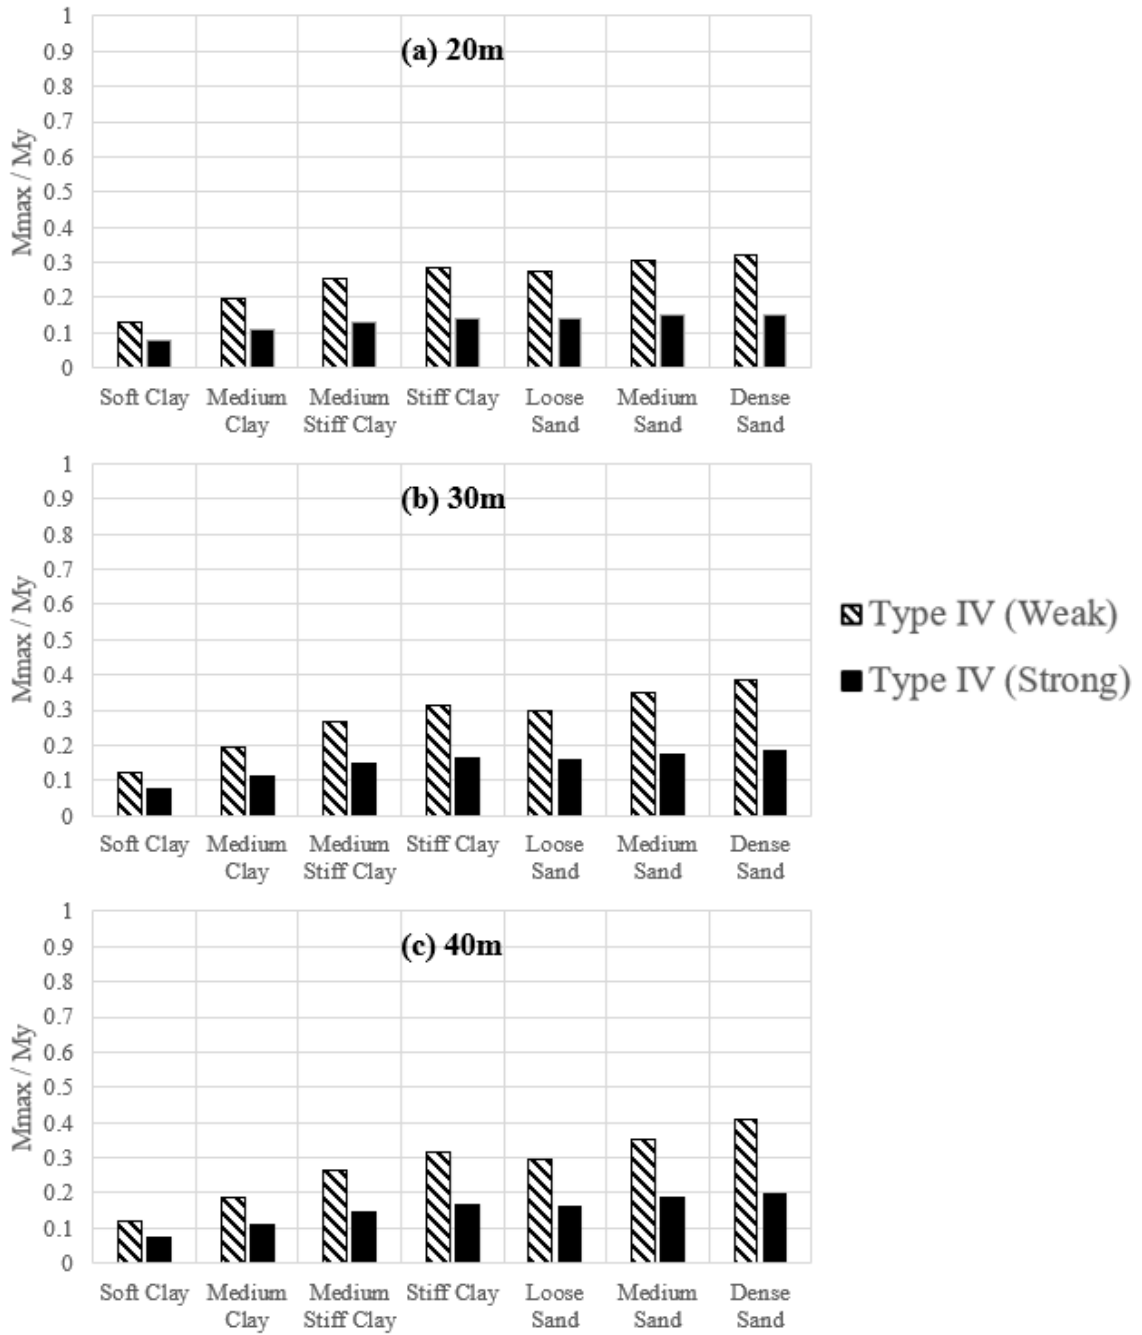 1
0.9
0.8
0.7
0.6
0.5
0.4
0.3
0.2
0.1
0
Mmax / My
(a) 20m
Soft Clay
Medium
Clay
Medium
Stiff Clay
Stiff Clay
Loose
Sand
Medium
Sand
Dense
Sand
1
0.9
0.8
0.7
0.6
0.5
0.4
0.3
0.2
0.1
0
Mmax / My
(b) 30m
Soft Clay
Medium
Clay
Medium
Stiff Clay
Stiff Clay
Loose
Sand
Medium
Sand
Dense
Sand
Type IV (Weak)
Type IV (Strong)
1
0.9
0.8
0.7
0.6
0.5
0.4
0.3
0.2
0.1
0
Mmax / My
(c) 40m
Soft Clay
Medium
Clay
Medium
Stiff Clay
Stiff Clay
Loose
Sand
Medium
Sand
Dense
Sand